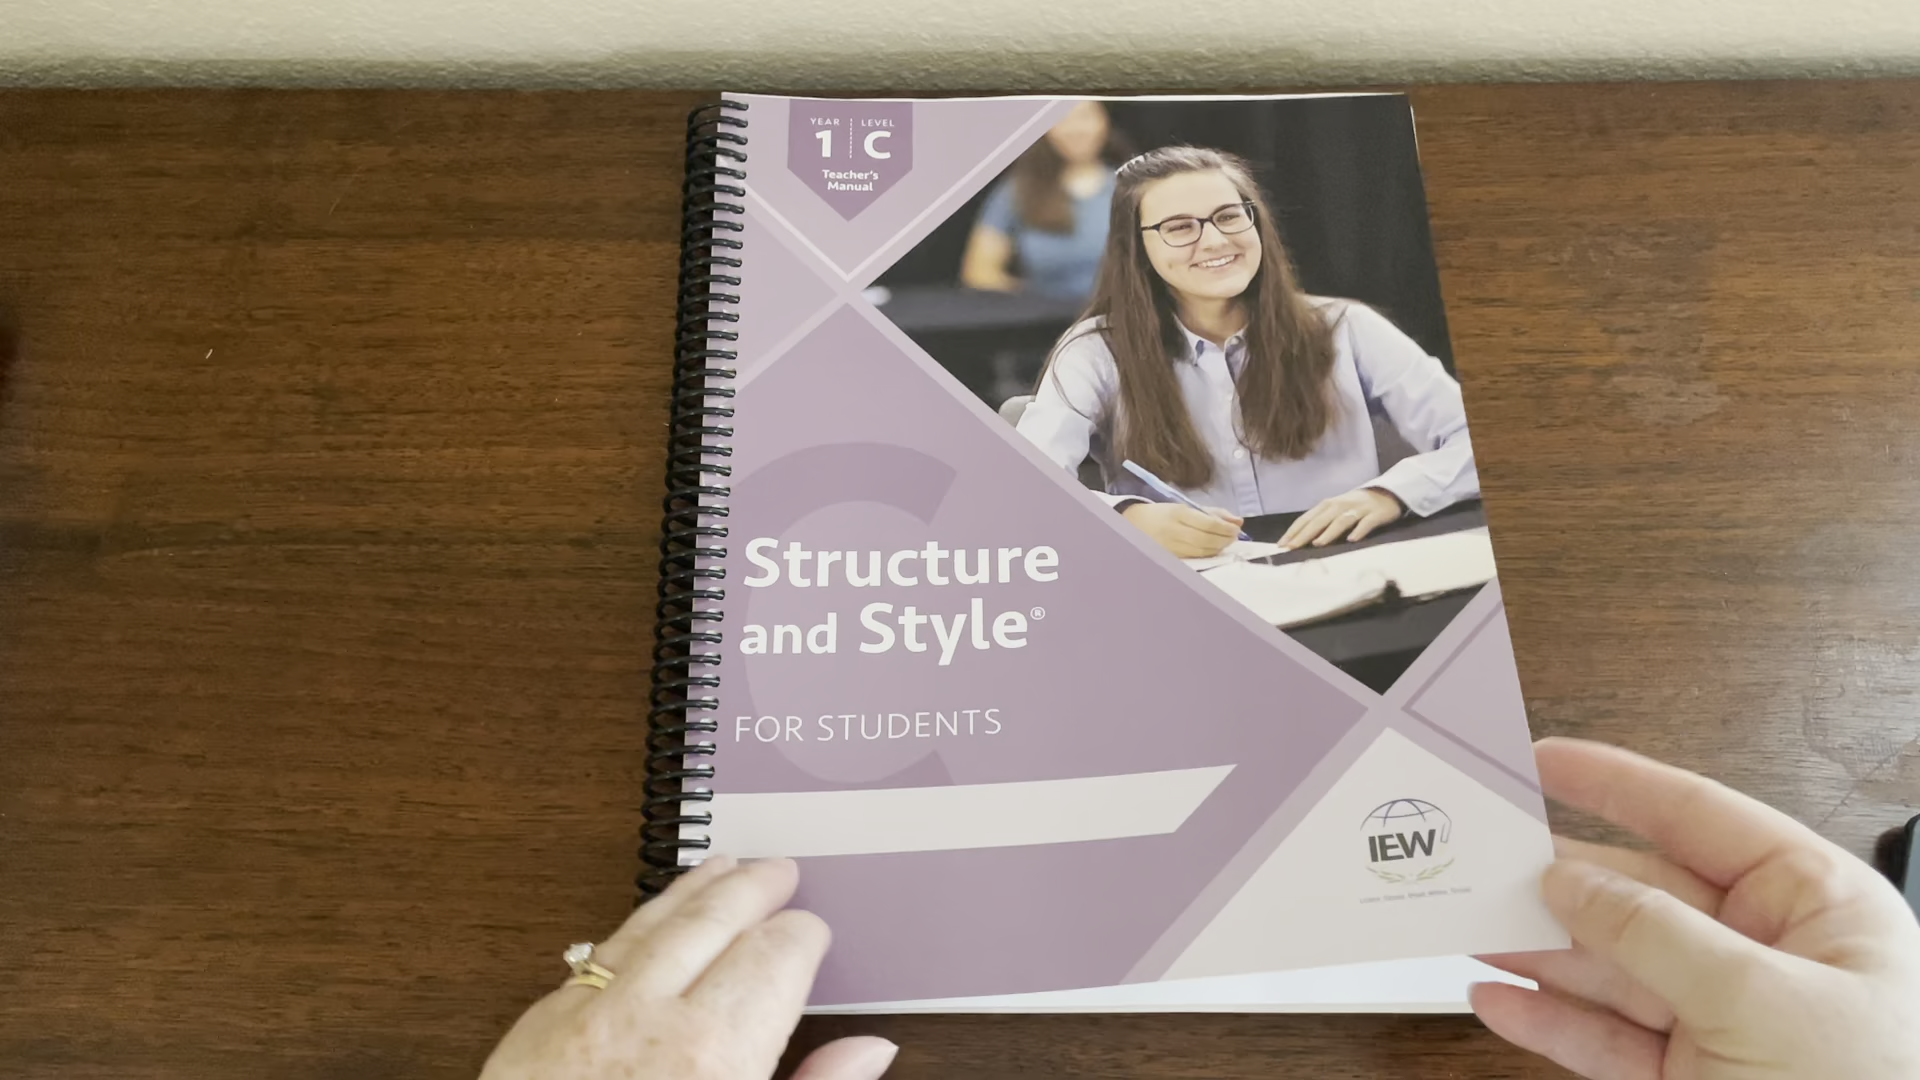 YEAR LEVEL
1 C
Teacher's
Manual
Structure
and Style®
FOR STUDENTS
IEW